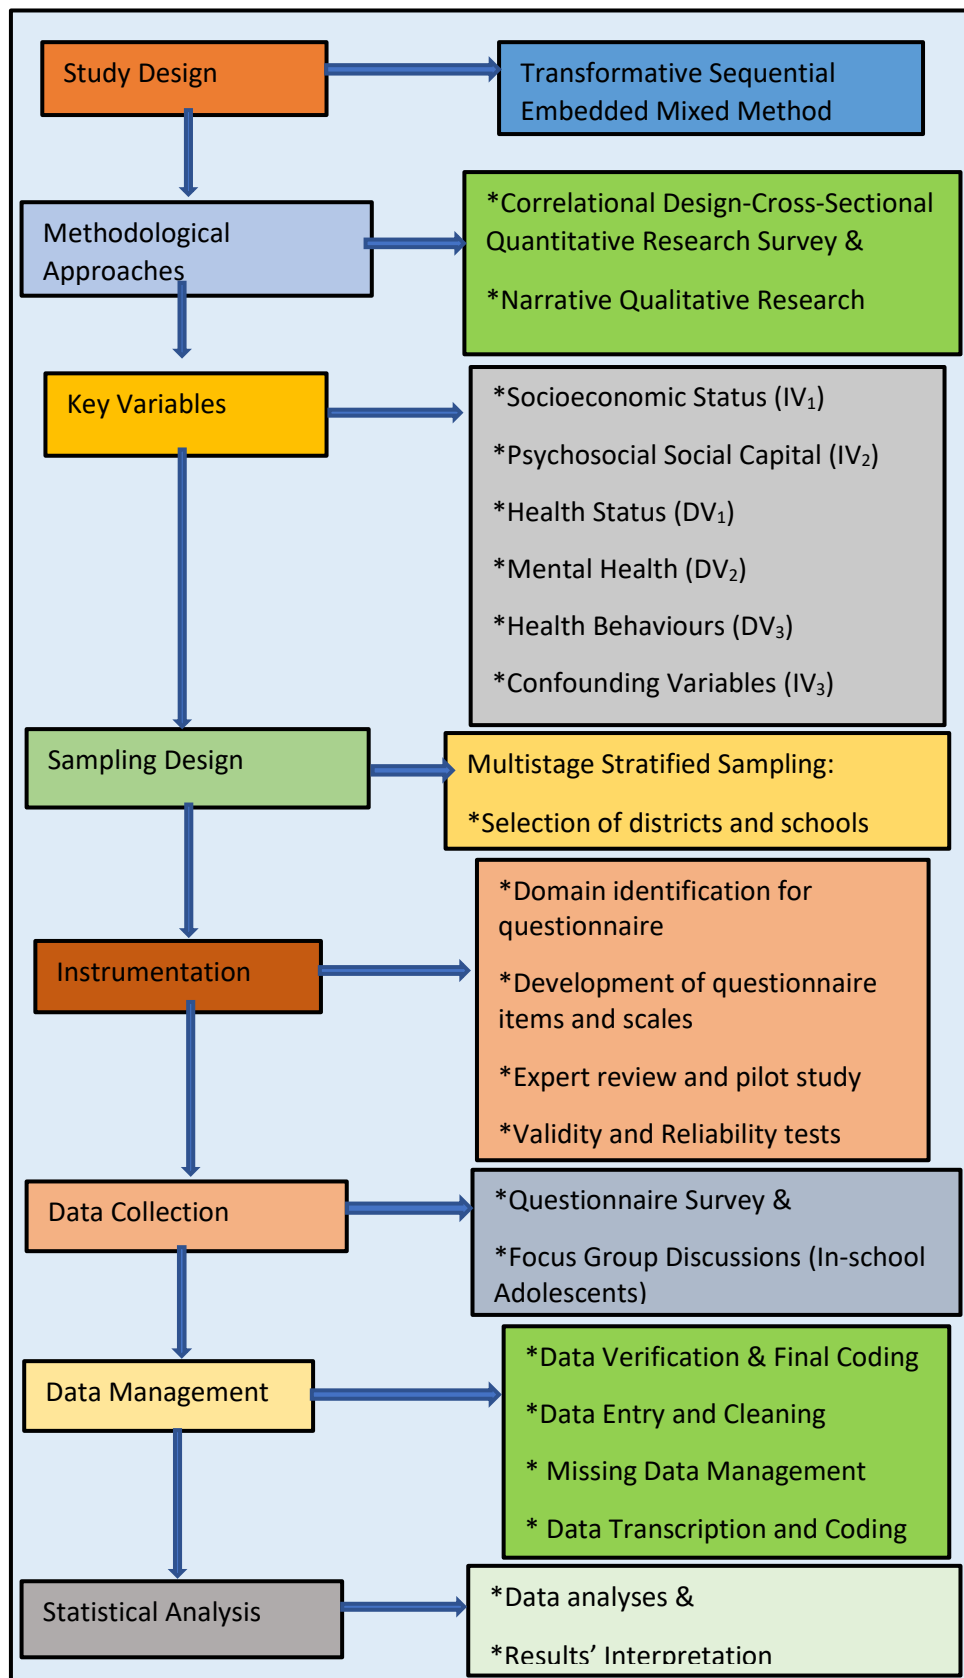 Study Design
Transformative Sequential
Embedded Mixed Method
Methodological
Approaches
*Correlational Design-Cross-Sectional
Quantitative Research Survey &
*Narrative Qualitative Research
Key Variables
*Socioeconomic Status (IV₁)
*Psychosocial Social Capital (IV₂)
*Health Status (DV₁)
*Mental Health (DV₂)
*Health Behaviours (DV₃)
*Confounding Variables (IV₃)
Sampling Design
Multistage Stratified Sampling:
*Selection of districts and schools
Instrumentation
*Domain identification for
questionnaire
*Development of questionnaire
items and scales
*Expert review and pilot study
*Validity and Reliability tests
Data Collection
*Questionnaire Survey &
*Focus Group Discussions (In-school
Adolescents)
Data Management
*Data Verification & Final Coding
*Data Entry and Cleaning
* Missing Data Management
* Data Transcription and Coding
Statistical Analysis
*Data analyses &
*Results’ Interpretation